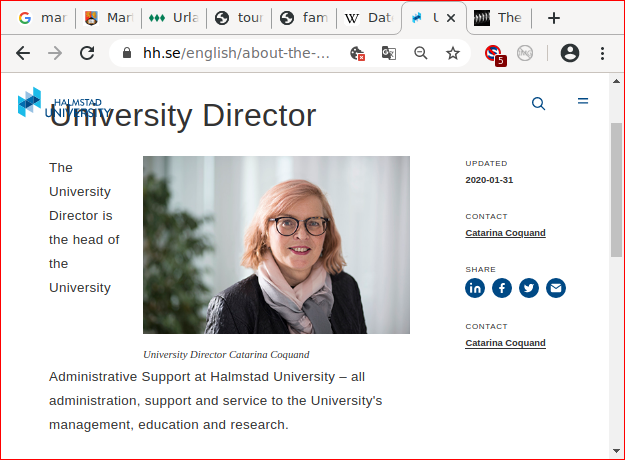 mar
Mart
Urla
tour
fam
W
Dat
U
The
hh.se/english/about-the-...
5
HALMSTAD
UNIVERSITY
University Director
The
University
Director is
the head of
the
University
University Director Catarina Coquand
Administrative Support at Halmstad University – all
administration, support and service to the University's
management, education and research.
UPDATED
2020-01-31
CONTACT
Catarina Coquand
SHARE
CONTACT
Catarina Coquand